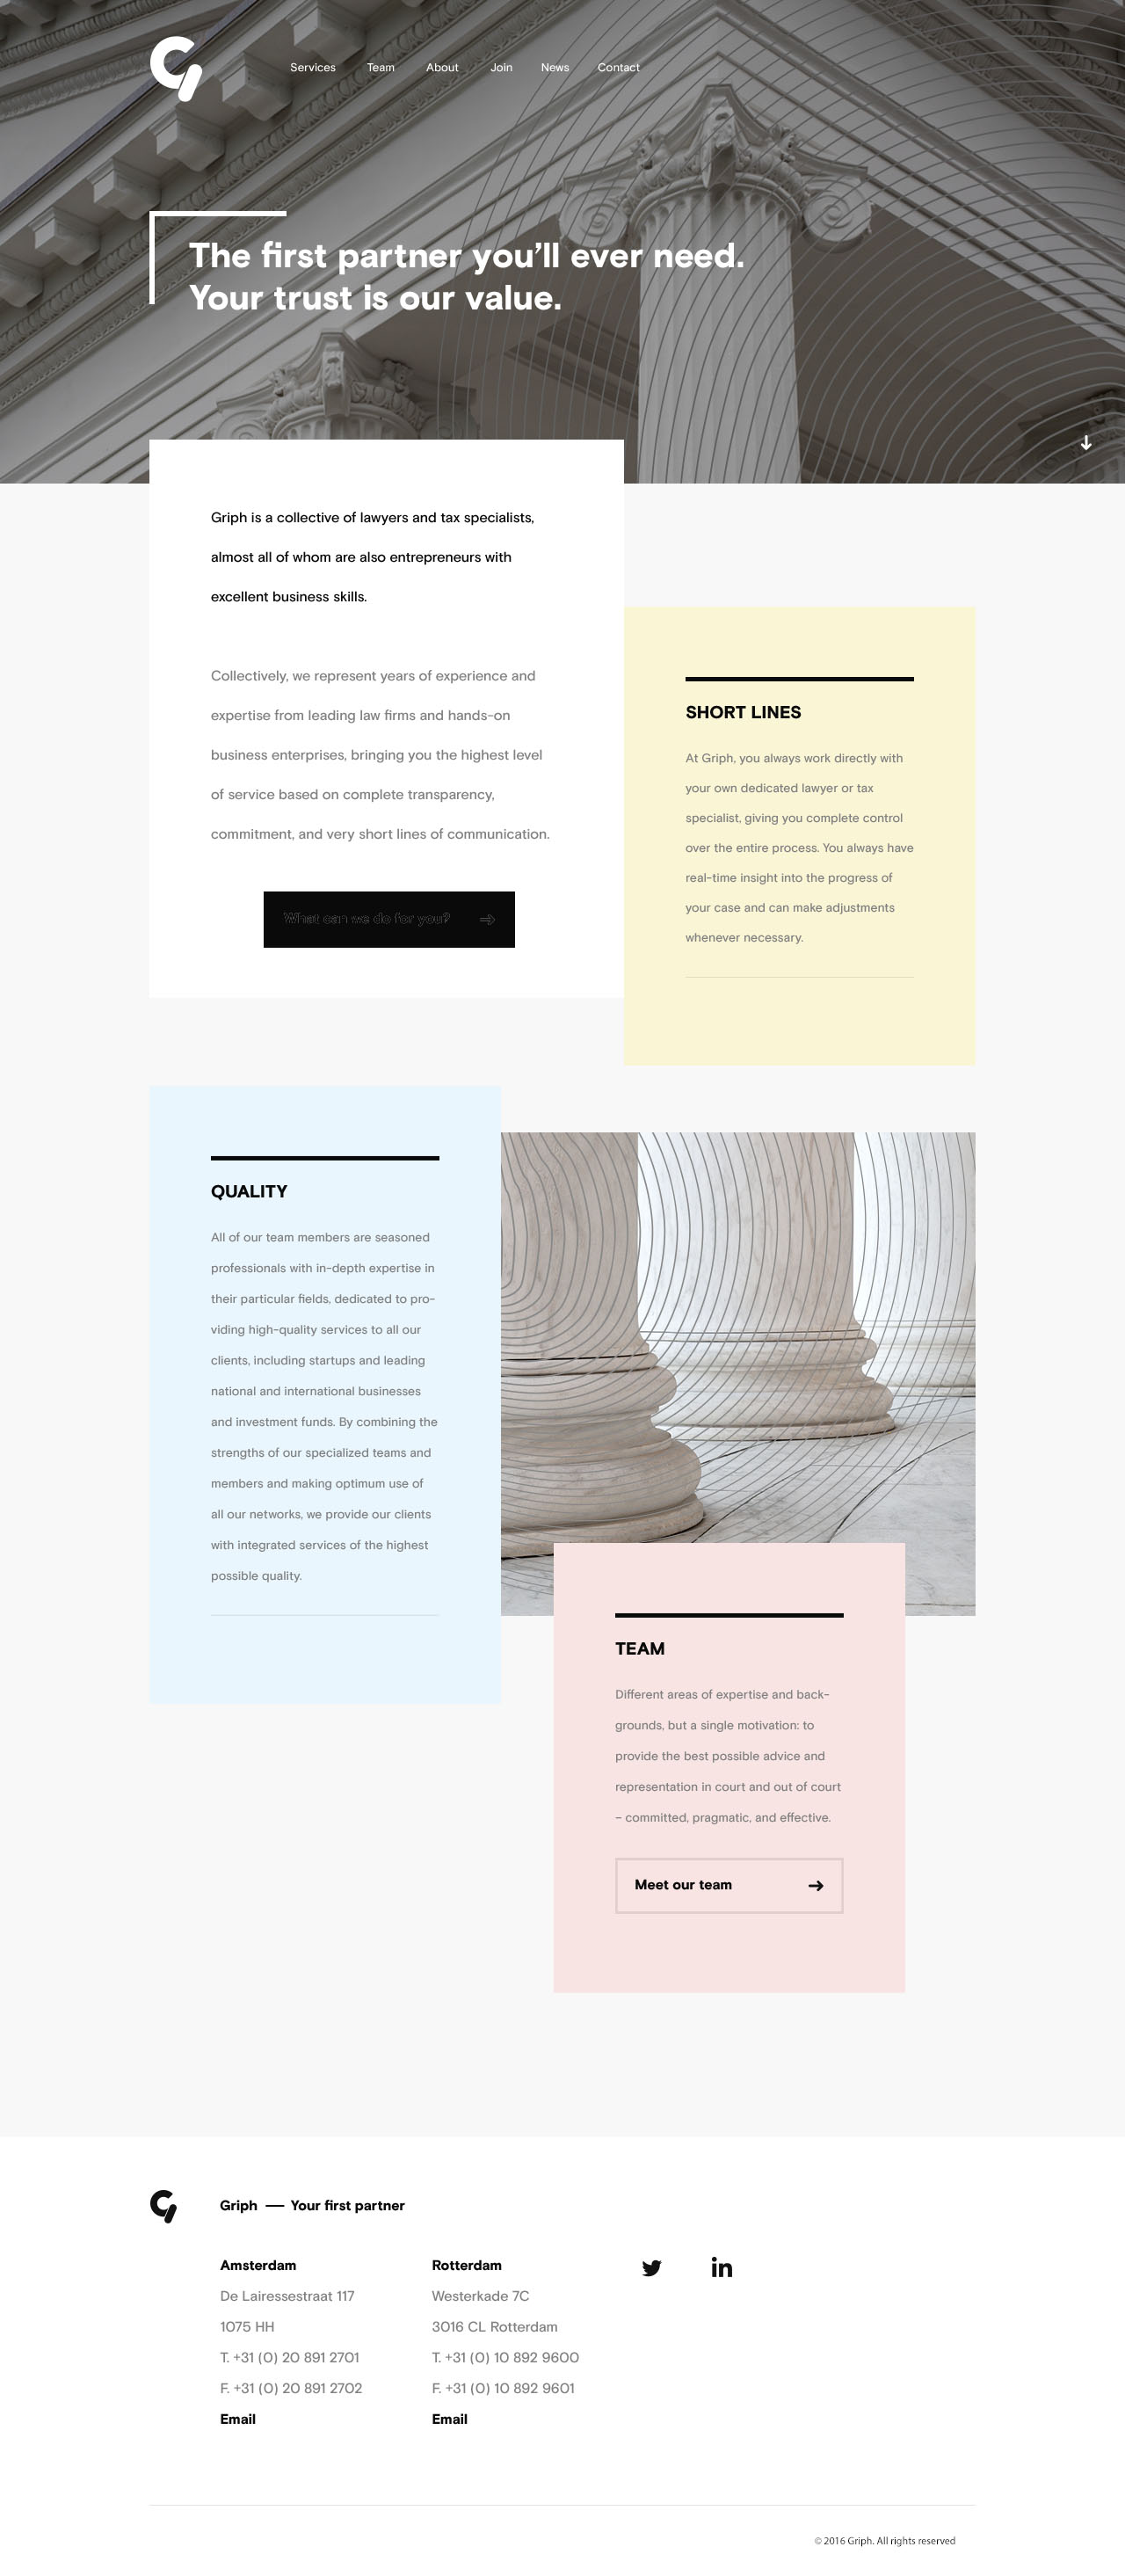 Services Team About Join News Contact
The first partner you'll ever need.
Your trust is our value.
Griph is a collective of lawyers and tax specialists,
almost all of whom are also entrepreneurs with
excellent business skills.
Collectively, we represent years of experience and
expertise from leading law firms and hands-on
business enterprises, bringing you the highest level
of service based on complete transparency,
commitment, and very short lines of communication.
What can we do for you?
SHORT LINES
At Griph, you always work directly with
your own dedicated lawyer or tax
specialist, giving you complete control
over the entire process. You always have
real-time insight into the progress of
your case and can make adjustments
whenever necessary.
QUALITY
All of our team members are seasoned
professionals with in-depth expertise in
their particular fields, dedicated to pro-
viding high-quality services to all our
clients, including startups and leading
national and international businesses
and investment funds. By combining the
strengths of our specialized teams and
members and making optimum use of
all our networks, we provide our clients
with integrated services of the highest
possible quality.
TEAM
Different areas of expertise and back-
grounds, but a single motivation: to
provide the best possible advice and
representation in court and out of court
– committed, pragmatic, and effective.
Meet our team
Griph — Your first partner
Amsterdam
De Lairessestraat 117
1075 HH
T. +31 (0) 20 891 2701
F. +31 (0) 20 891 2702
Email
Rotterdam
Westerkade 7C
3016 CL Rotterdam
T. +31 (0) 10 892 9600
F. +31 (0) 10 892 9601
Email
in
© 2016 Griph. All rights reserved